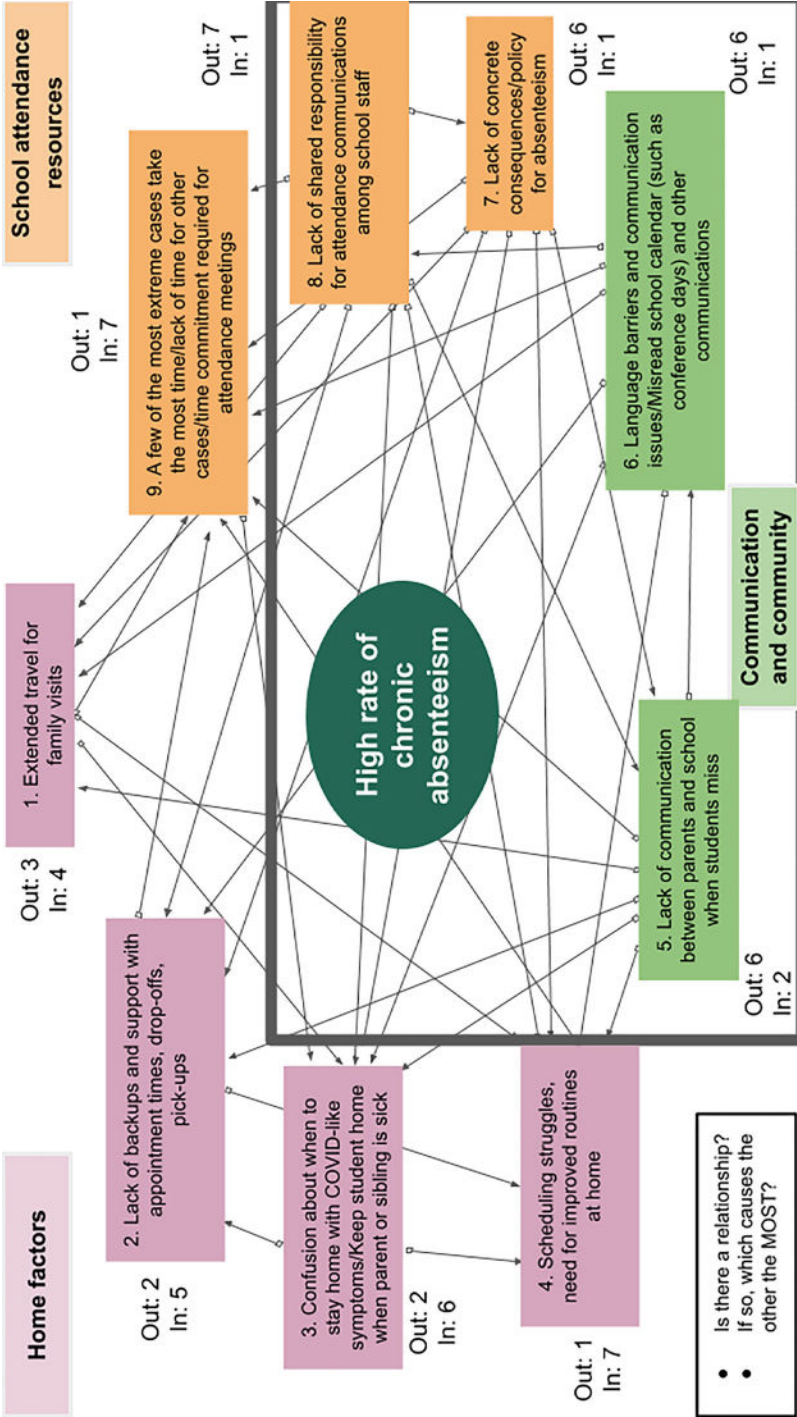 Home factors
School attendance
resources
1. Extended travel for
family visits
Out: 3
In: 4
2. Lack of backups and support with
appointment times, drop-offs,
pick-ups
Out: 2
In: 5
3. Confusion about when to
stay home with COVID-like
symptoms/Keep student home
when parent or sibling is sick
Out: 2
In: 6
4. Scheduling struggles,
need for improved routines
at home
Out: 1
In: 7
9. A few of the most extreme cases take
the most time/lack of time for other
cases/time commitment required for
attendance meetings
Out: 1
In: 7
8. Lack of shared responsibility
for attendance communications
among school staff
Out: 7
In: 1
7. Lack of concrete
consequences/policy
for absenteeism
Out: 6
In: 1
High rate of
chronic
absenteeism
5. Lack of communication
between parents and school
when students miss
Out: 6
In: 2
6. Language barriers and communication
issues/Misread school calendar (such as
conference days) and other
communications
Out: 6
In: 1
Communication
and community
• Is there a relationship?
• If so, which causes the
other the MOST?